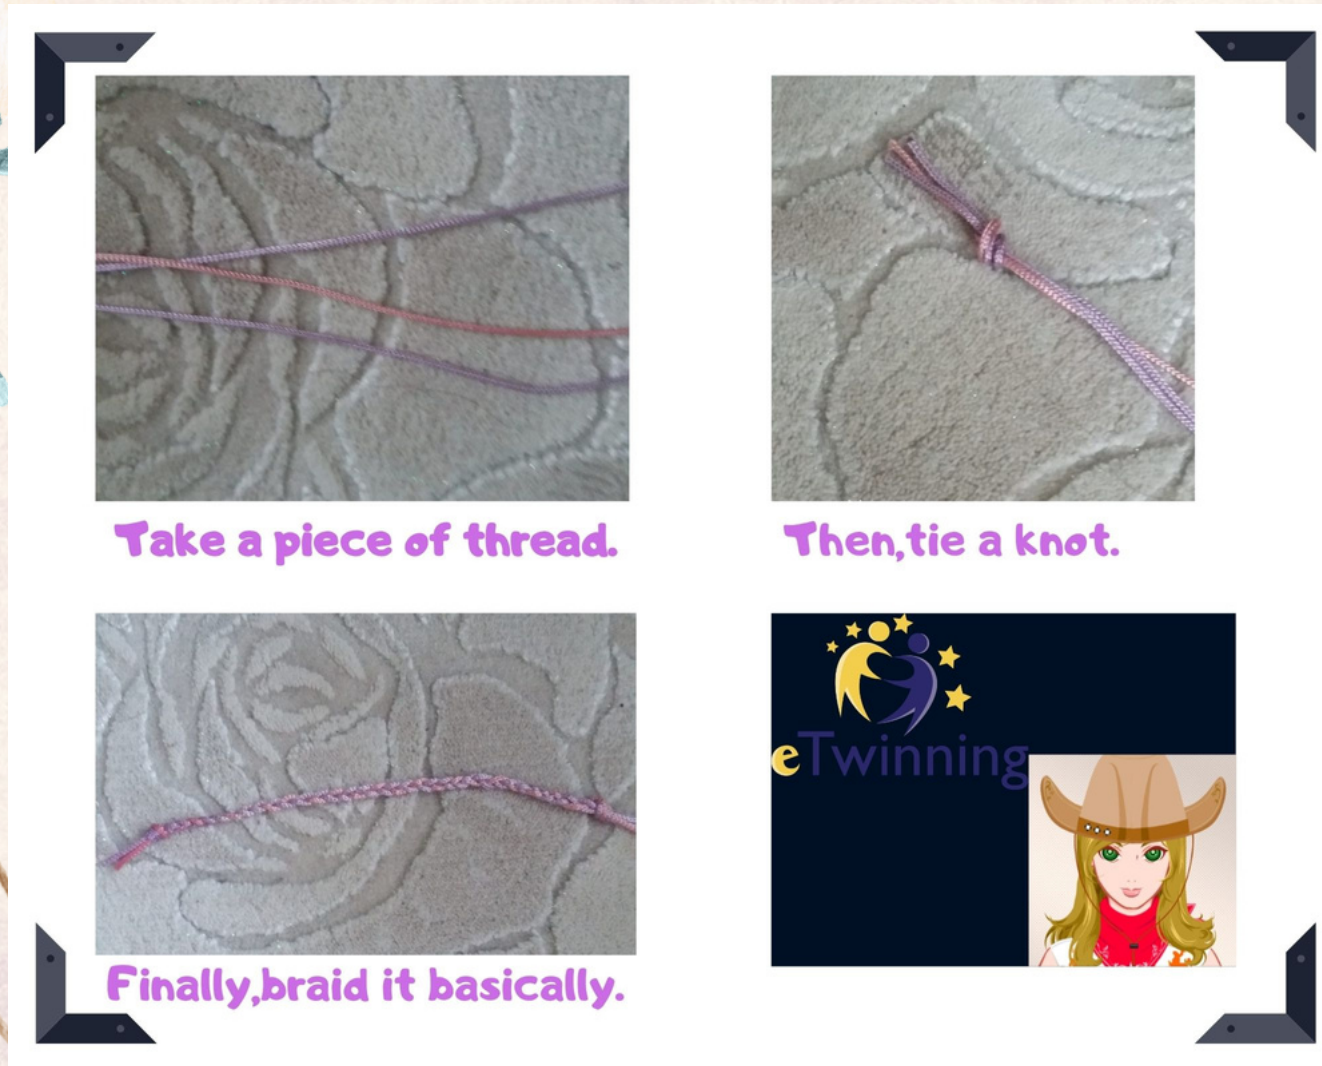 Take a piece of thread.
Then,tie a knot.
Finally,braid it basically.
eTwinning